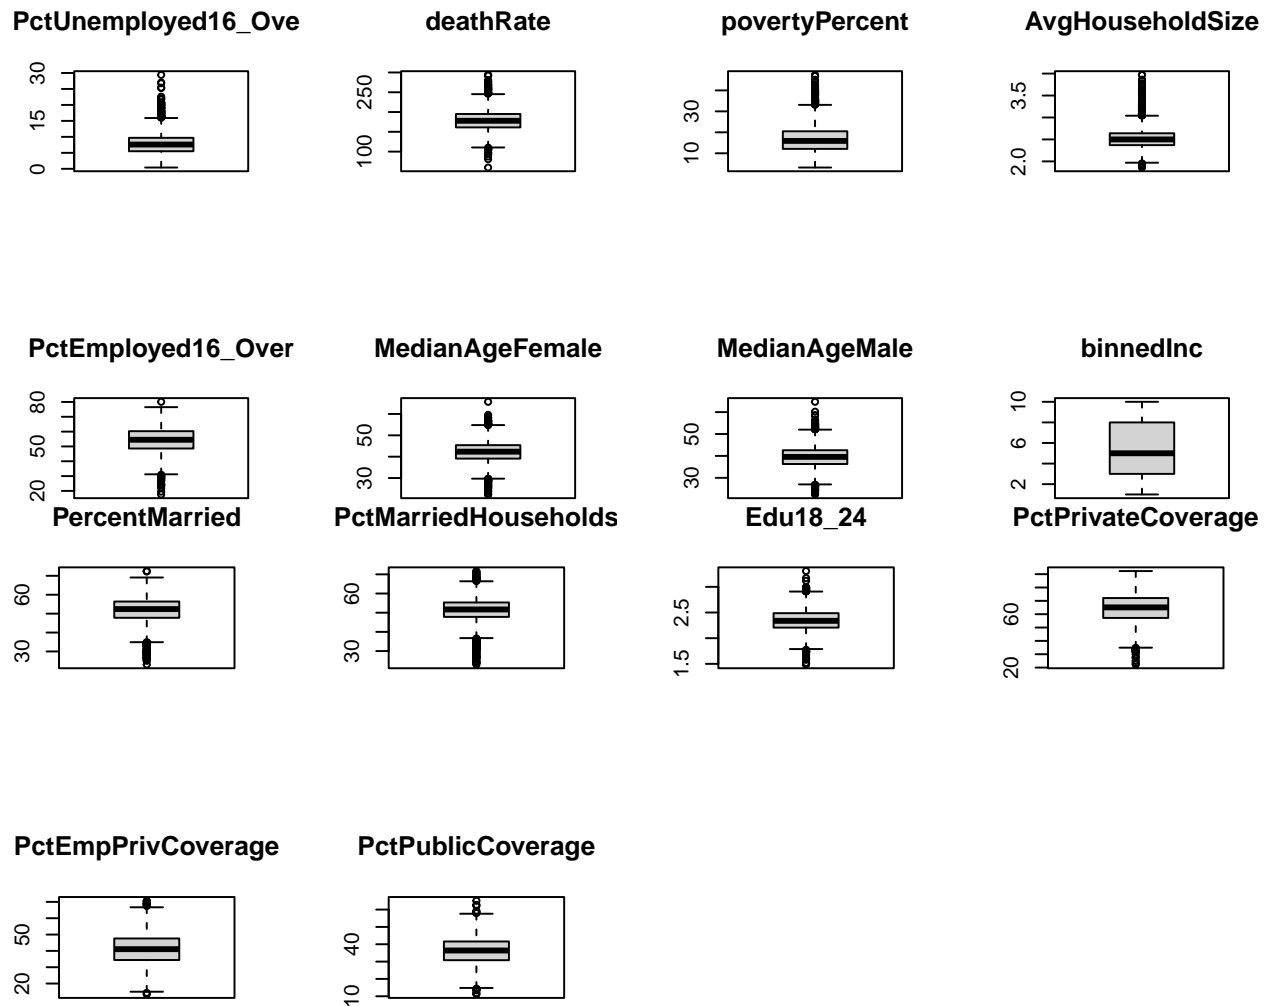 PctUnemployed16_Ove
deathRate
povertyPercent
AvgHouseholdSize
0 15 30
100 250
10 30
2.0 3.5
PctEmployed16_Over
MedianAgeFemale
MedianAgeMale
binnedInc
20 50 80
30 50
30 50
2 6 10
PercentMarried
PctMarriedHouseholds
Edu18_24
PctPrivateCoverage
30 60
30 60
1.5 2.5
20 60
PctEmpPrivCoverage
PctPublicCoverage
20 50
10 40